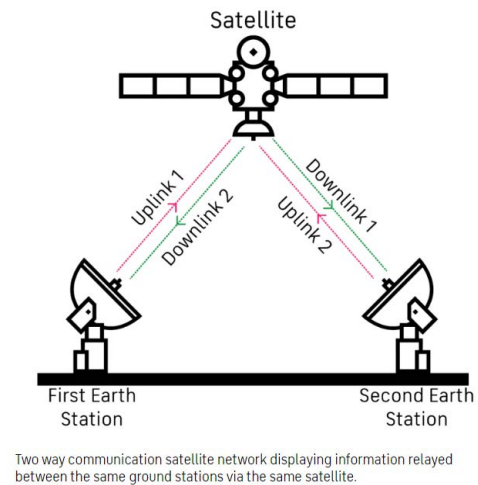 Satellite
Uplink 1
Downlink 2
Downlink 1
Uplink 2
First Earth
Station
Second Earth
Station
Two way communication satellite network displaying information relayed
between the same ground stations via the same satellite.